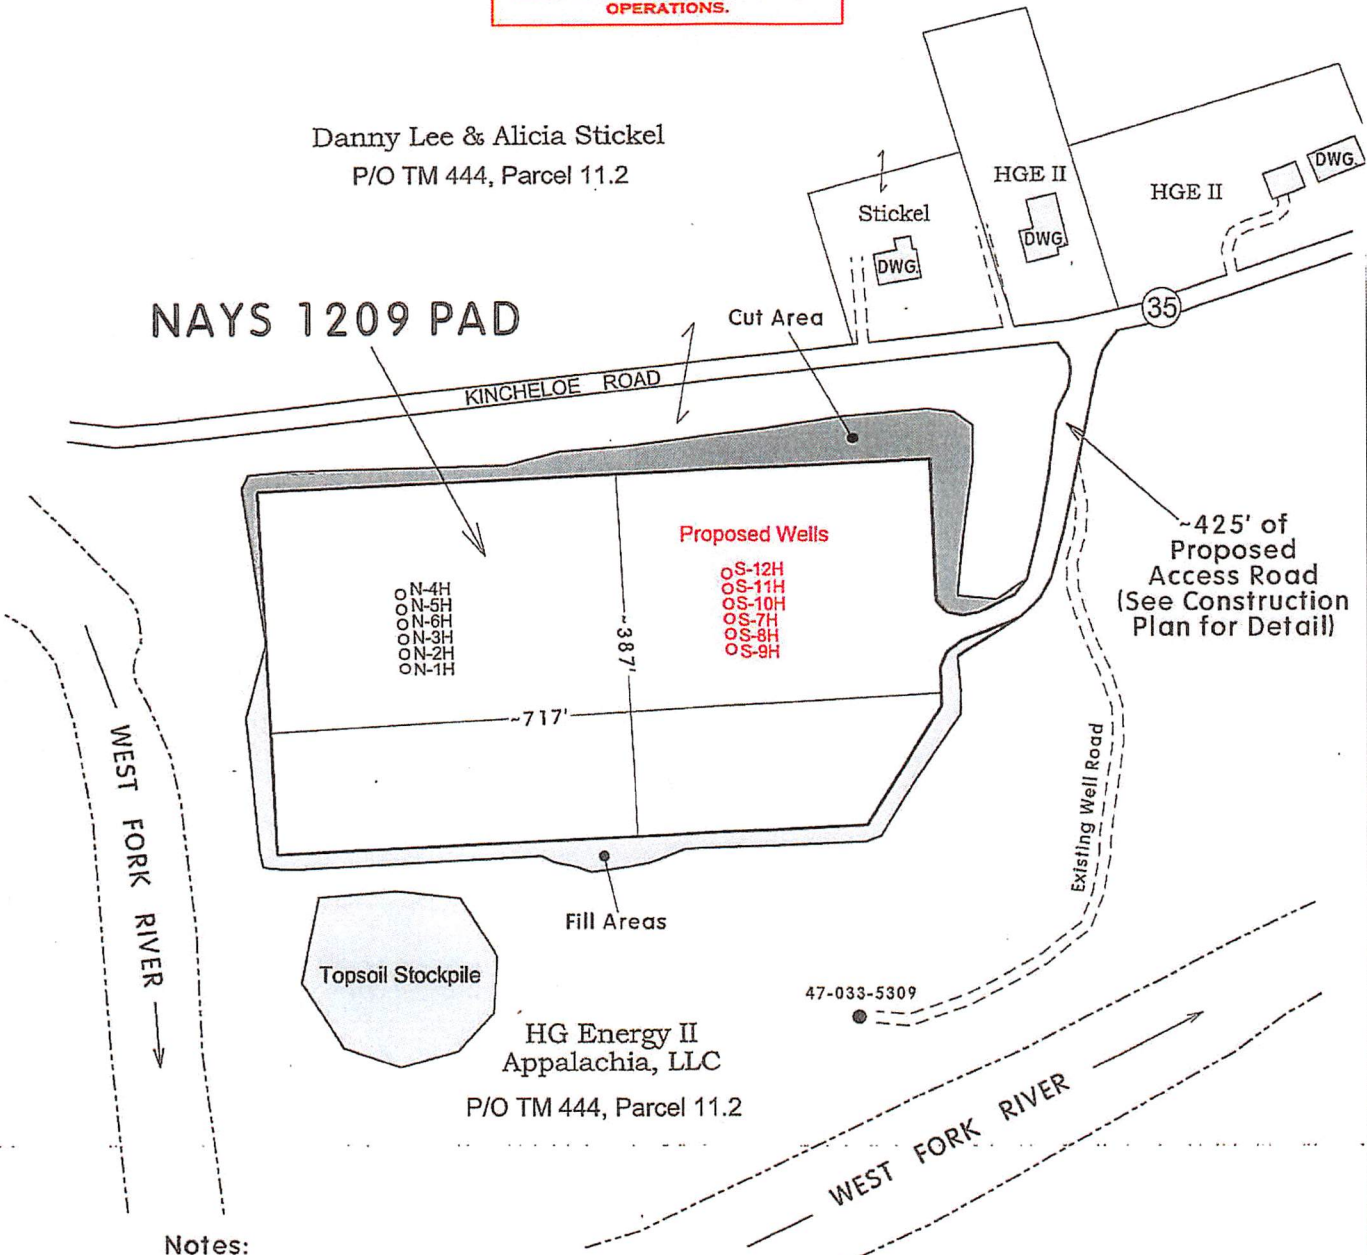 OPERATIONS.
Danny Lee & Alicia Stickel
P/O TM 444, Parcel 11.2
Stickel
DWG.
HGE II
DWG.
HGE II
DWG.
35
NAYS 1209 PAD
Cut Area
KINCHELOE ROAD
Proposed Wells
S-12H
S-11H
S-10H
S-7H
S-8H
S-9H
N-4H
N-5H
N-6H
N-3H
N-2H
N-1H
~387'
~717'
~425' of
Proposed
Access Road
(See Construction
Plan for Detail)
WEST FORK RIVER
Existing Well Road
Fill Areas
Topsoil Stockpile
47-033-5309
HG Energy II
Appalachia, LLC
P/O TM 444, Parcel 11.2
WEST FORK RIVER
Notes: